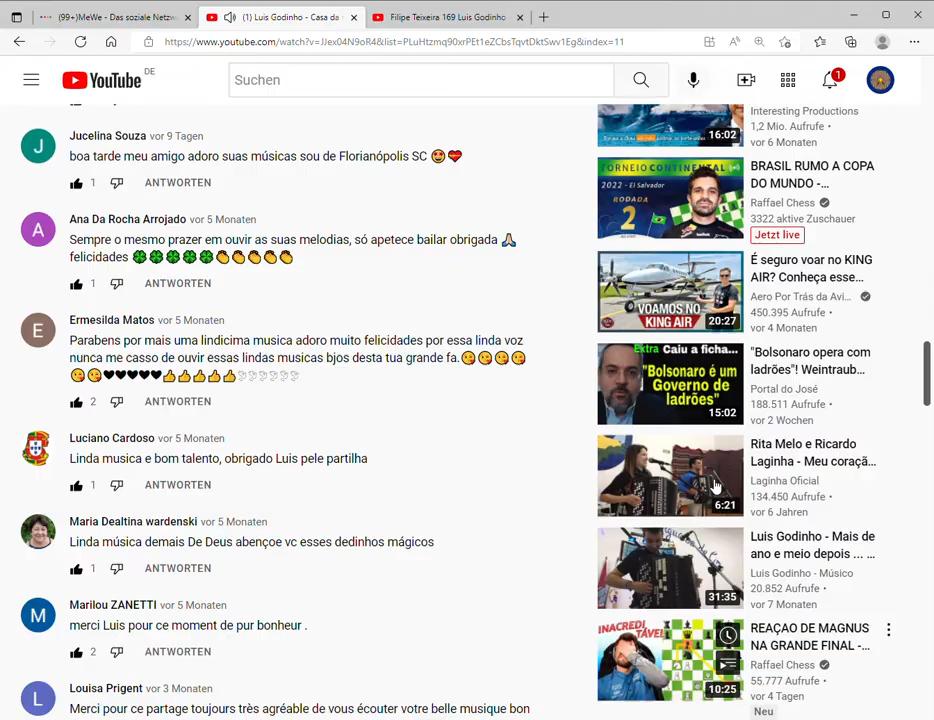 (99+)MeWe - Das soziale Netzw
(1) Luis Godinho - Casa da
Filipe Teixeira 169 Luis Godinho
https://www.youtube.com/watch?v=JJex04N9oR4&list=PLuHtzmq90xrPEt1eZCbsTqvtDktSwv1Eg&index=11
YouTube DE
Suchen
1
Jucelina Souza vor 9 Tagen
boa tarde meu amigo adoro suas músicas sou de Florianópolis SC 😍💝
1 ANTWORTEN
Ana Da Rocha Arrojado vor 5 Monaten
Sempre o mesmo prazer em ouvir as suas melodias, só apetece bailar obrigada 🙏
felicidades 🍀🍀🍀🍀🍀👏👏👏👏👏
1 ANTWORTEN
E
Ermesilda Matos vor 5 Monaten
Parabens por mais uma lindicima musica adoro muito felicidades por essa linda voz
nunca me casso de ouvir essas lindas musicas bjos desta tua grande fa.😘😘😘😘
😘😘🖤🖤🖤🖤🖤👍👍👍👍👍🕊🕊🕊🕊🕊🕊
2 ANTWORTEN
Luciano Cardoso vor 5 Monaten
Linda musica e bom talento, obrigado Luis pele partilha
1 ANTWORTEN
Maria Dealtina wardenski vor 5 Monaten
Linda música demais De Deus abençoe vc esses dedinhos mágicos
1 ANTWORTEN
M
Marilou ZANETTI vor 5 Monaten
merci Luis pour ce moment de pur bonheur .
2 ANTWORTEN
L
Louisa Prigent vor 3 Monaten
Merci pour ce partage toujours très agréable de vous écouter votre belle musique bon
J
A
16:02
Interesting Productions
1,2 Mio. Aufrufe •
vor 6 Monaten
TORNEIO CONTINENTAL
2022 - El Salvador
RODADA
2
BRASIL RUMO A COPA
DO MUNDO -...
Raffael Chess
3322 aktive Zuschauer
Jetzt live
VOAMOS NO
KING AIR
20:27
É seguro voar no KING
AIR? Conheça esse...
Aero Por Trás da Avi...
450.395 Aufrufe •
vor 4 Monaten
Extra Caiu a ficha...
"Bolsonaro é um
Governo de
ladrões"
15:02
"Bolsonaro opera com
ladrões"! Weintraub...
Portal do José
188.511 Aufrufe •
vor 2 Wochen
6:21
Rita Melo e Ricardo
Laginha - Meu coraçã...
Laginha Oficial
134.450 Aufrufe •
vor 6 Jahren
31:35
Luis Godinho - Mais de
ano e meio depois ... ...
Luis Godinho - Músico
20.852 Aufrufe •
vor 7 Monaten
INACREDITÁVEL!
10:25
REAÇAO DE MAGNUS
NA GRANDE FINAL -...
Raffael Chess
55.777 Aufrufe •
vor 4 Tagen
Neu